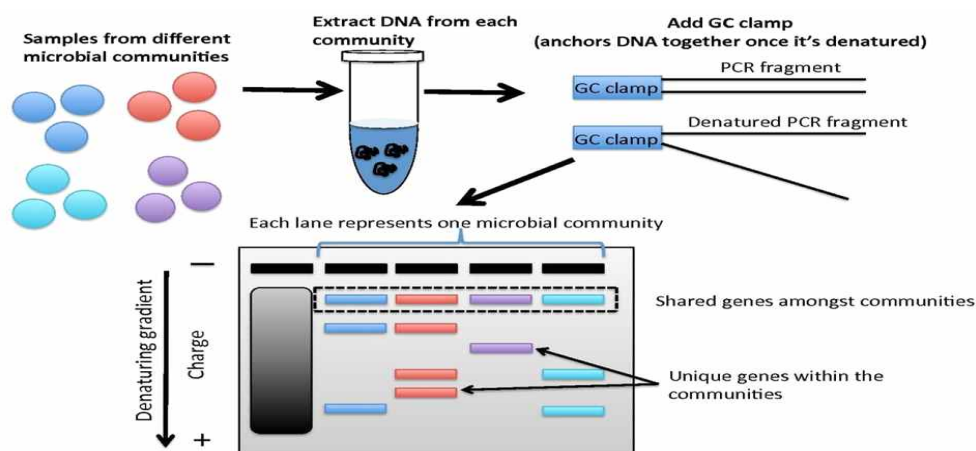 Samples from different
microbial communities
Extract DNA from each
community
Add GC clamp
(anchors DNA together once it's denatured)
PCR fragment
GC clamp
Denatured PCR fragment
GC clamp
Each lane represents one microbial community
Denaturing gradient
—
Charge
+
Shared genes amongst communities
Unique genes within the
communities